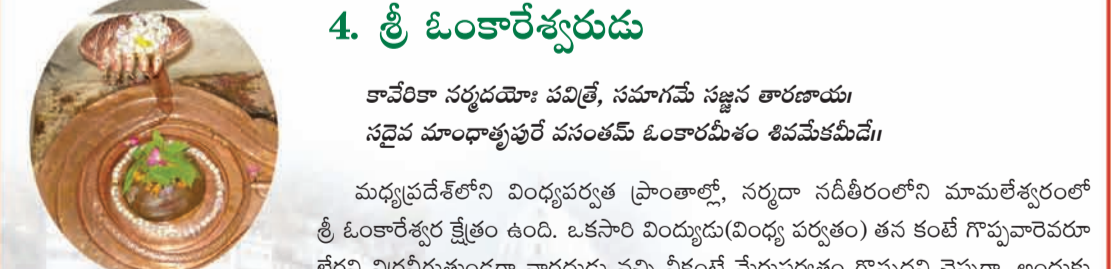 4. శ్రీ ఓంకారేశ్వరుడు
కావేరికా నర్మదయోః పవిత్రే, సమాగమే సజ్జన తారణాయ।
సదైవ మాంధాతృపురే వసంతమ్ ఓంకారమీశం శివమేకమీడే॥
మధ్యప్రదేశ్‌లోని వింధ్యపర్వత ప్రాంతాల్లో, నర్మదా నదీతీరంలోని మామలేశ్వరంలో
శ్రీ ఓంకారేశ్వర క్షేత్రం ఉంది. ఒకసారి వింద్యుడు(వింధ్య పర్వతం) తన కంటే గొప్పవారెవరూ